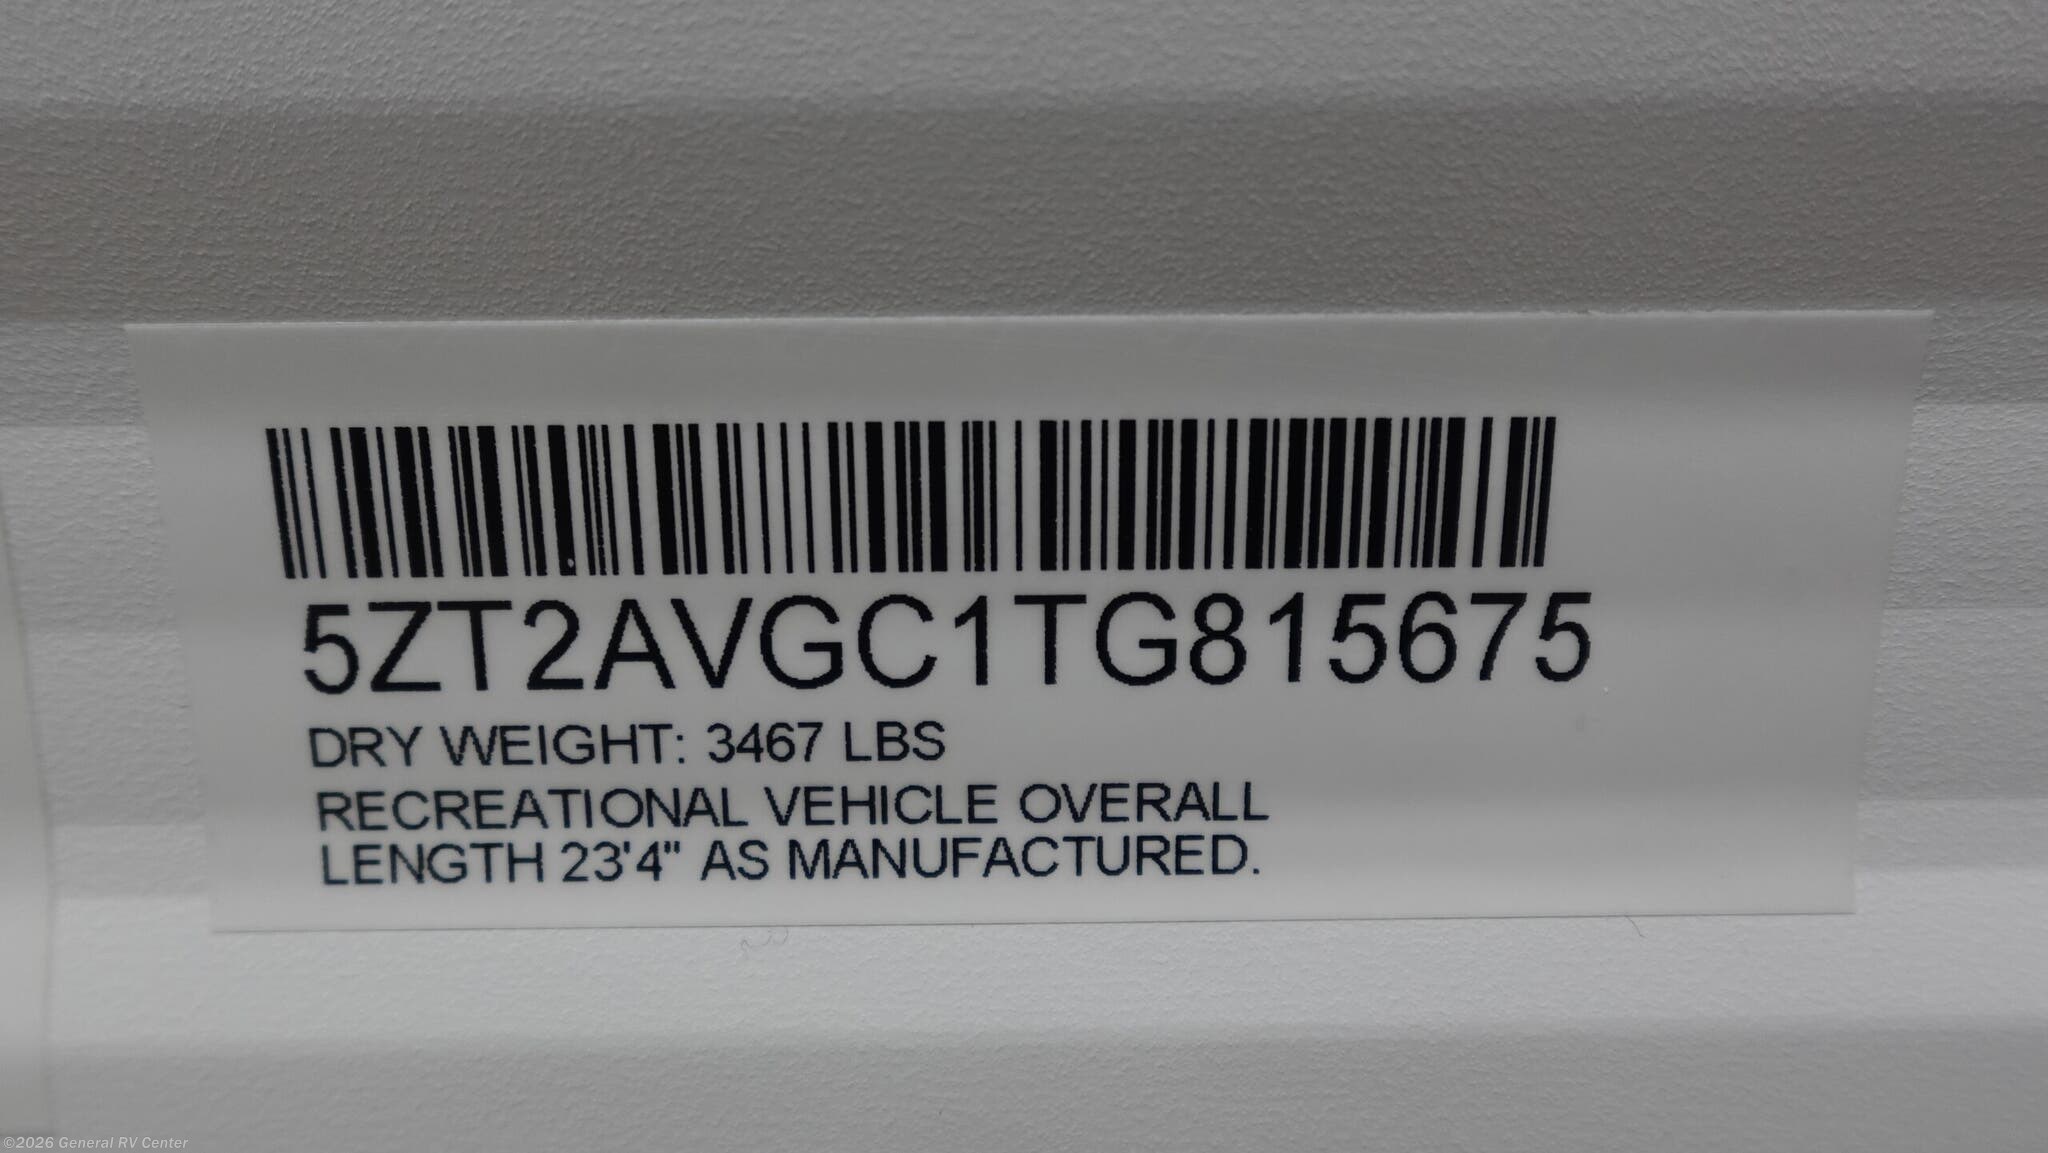 5ZT2AVGC1TG815675
DRY WEIGHT: 3467 LBS
RECREATIONAL VEHICLE OVERALL
LENGTH 23'4" AS MANUFACTURED.
©2026 General RV Center